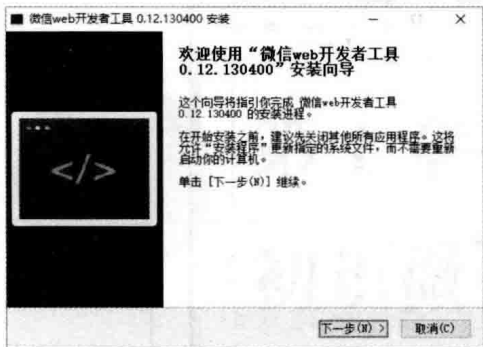 微信web开发者工具 0.12.130400 安装
欢迎使用“微信web开发者工具
0.12.130400”安装向导
这个向导将指引你完成 微信web开发者工具
0.12.130400 的安装进程。
在开始安装之前，建议先关闭其他所有应用程序。这将
允许“安装程序”更新指定的系统文件，而不需要重新
启动你的计算机。
单击 [下一步(N)] 继续。
</>
下一步(N) >
取消(C)